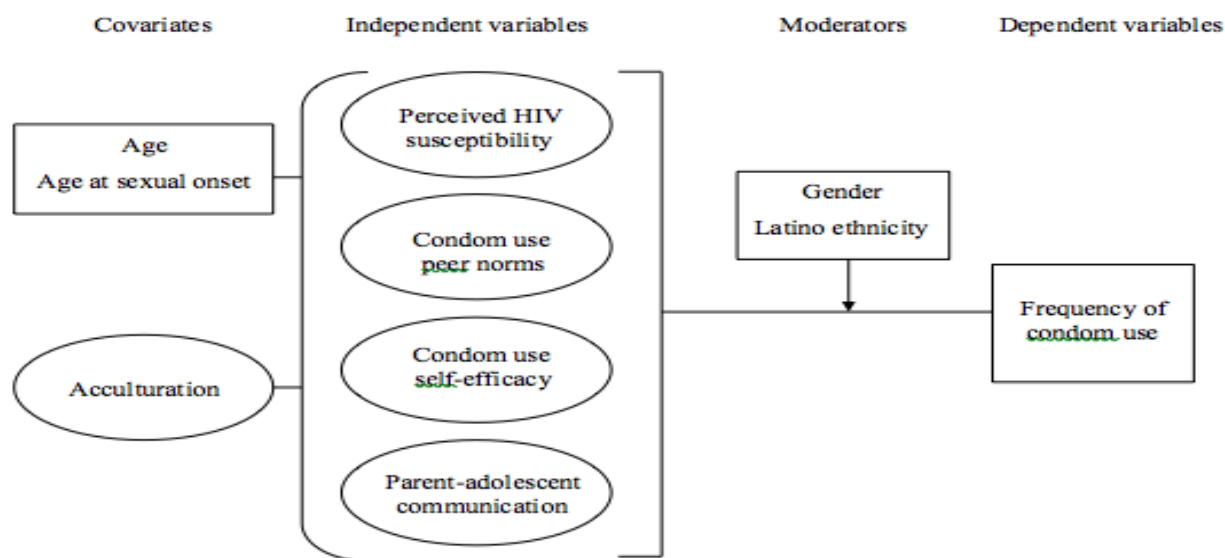 Covariates
Independent variables
Moderators
Dependent variables
Age
Age at sexual onset
Acculturation
Perceived HIV
susceptibility
Condom use
peer norms
Condom use
self-efficacy
Parent-adolescent
communication
Gender
Latino ethnicity
Frequency of
condom use